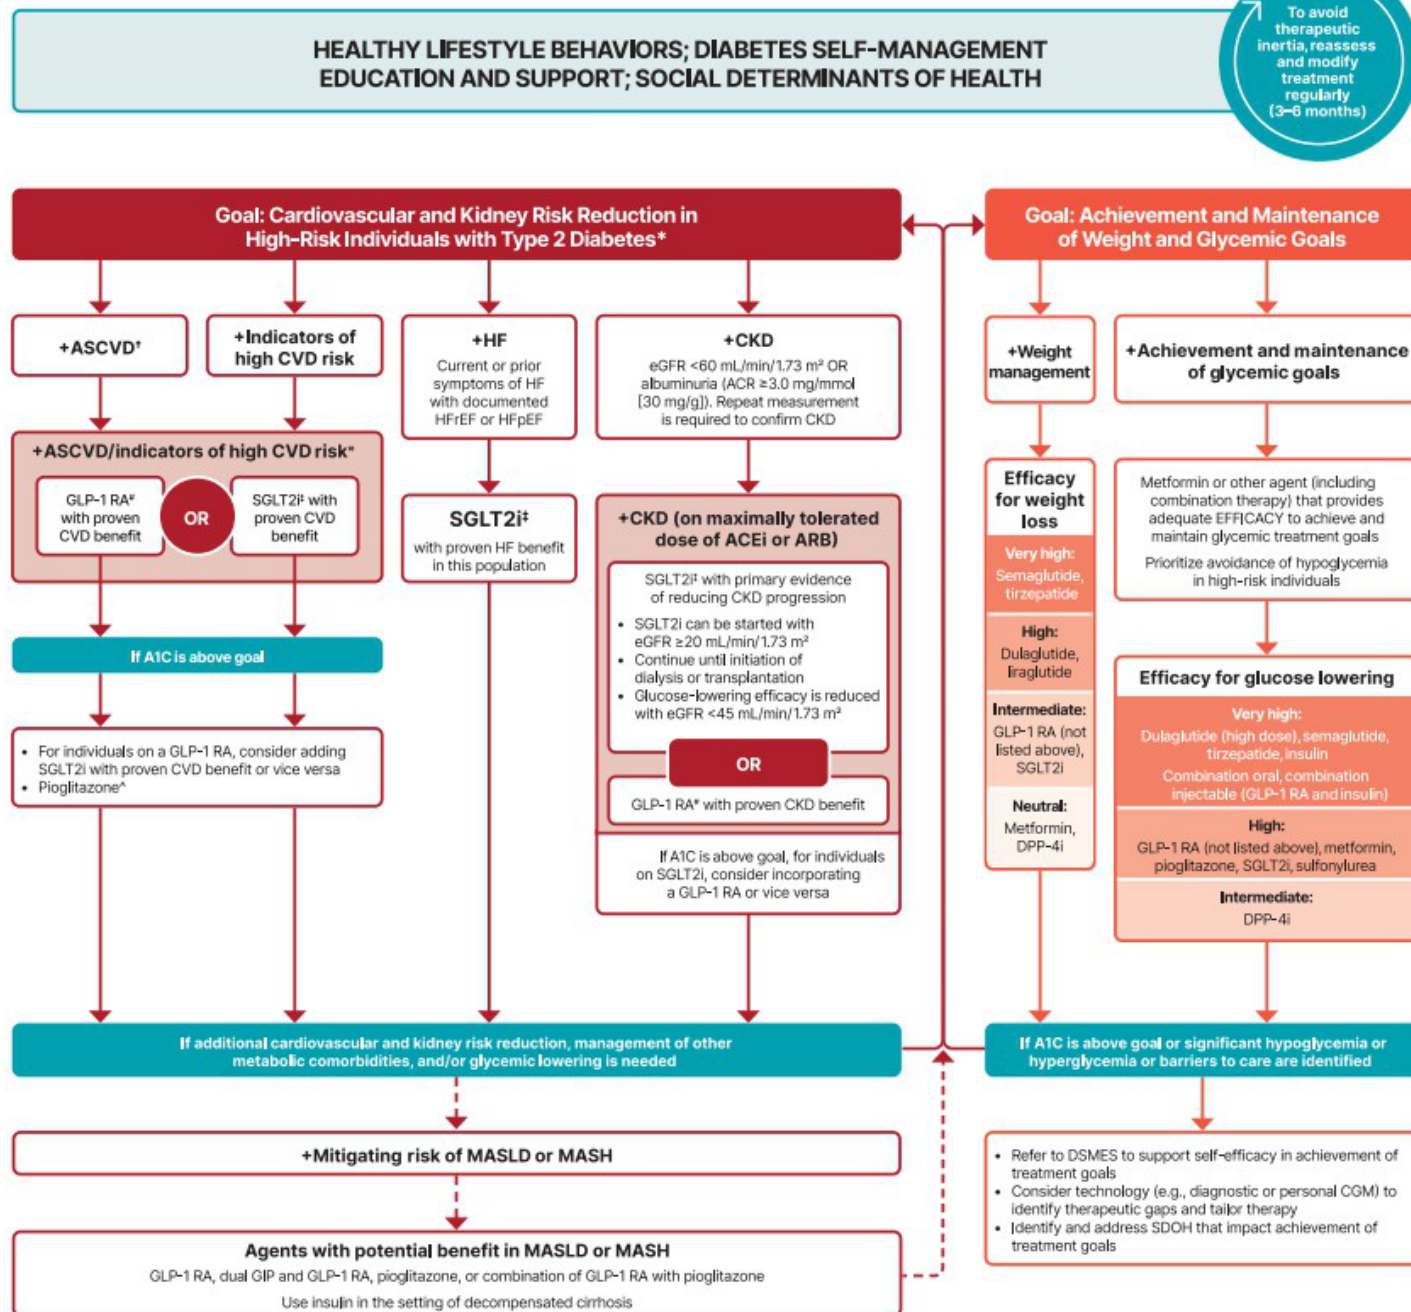 HEALTHY LIFESTYLE BEHAVIORS; DIABETES SELF-MANAGEMENT
EDUCATION AND SUPPORT; SOCIAL DETERMINANTS OF HEALTH
To avoid
therapeutic
inertia, reassess
and modify
treatment
regularly
(3–6 months)
Goal: Cardiovascular and Kidney Risk Reduction in
High-Risk Individuals with Type 2 Diabetes*
+ASCVD†
+Indicators of
high CVD risk
+ASCVD/indicators of high CVD risk*
GLP-1 RA#
with proven
CVD benefit
OR
SGLT2i‡ with
proven CVD
benefit
If A1C is above goal
• For individuals on a GLP-1 RA, consider adding
SGLT2i with proven CVD benefit or vice versa
• Pioglitazone^
+HF
Current or prior
symptoms of HF
with documented
HFrEF or HFpEF
SGLT2i‡
with proven HF benefit
in this population
+CKD
eGFR <60 mL/min/1.73 m² OR
albuminuria (ACR ≥3.0 mg/mmol
[30 mg/g]). Repeat measurement
is required to confirm CKD
+CKD (on maximally tolerated
dose of ACEi or ARB)
SGLT2i‡ with primary evidence
of reducing CKD progression
• SGLT2i can be started with
eGFR ≥20 mL/min/1.73 m²
• Continue until initiation of
dialysis or transplantation
• Glucose-lowering efficacy is reduced
with eGFR <45 mL/min/1.73 m²
OR
GLP-1 RA# with proven CKD benefit
If A1C is above goal, for individuals
on SGLT2i, consider incorporating
a GLP-1 RA or vice versa
If additional cardiovascular and kidney risk reduction, management of other
metabolic comorbidities, and/or glycemic lowering is needed
+Mitigating risk of MASLD or MASH
Agents with potential benefit in MASLD or MASH
GLP-1 RA, dual GIP and GLP-1 RA, pioglitazone, or combination of GLP-1 RA with pioglitazone
Use insulin in the setting of decompensated cirrhosis
Goal: Achievement and Maintenance
of Weight and Glycemic Goals
+Weight
management
Efficacy
for weight
loss
Very high:
Semaglutide,
tirzepatide
High:
Dulaglutide,
liraglutide
Intermediate:
GLP-1 RA (not
listed above),
SGLT2i
Neutral:
Metformin,
DPP-4i
+Achievement and maintenance
of glycemic goals
Metformin or other agent (including
combination therapy) that provides
adequate EFFICACY to achieve and
maintain glycemic treatment goals
Prioritize avoidance of hypoglycemia
in high-risk individuals
Efficacy for glucose lowering
Very high:
Dulaglutide (high dose), semaglutide,
tirzepatide, insulin
Combination oral, combination
injectable (GLP-1 RA and insulin)
High:
GLP-1 RA (not listed above), metformin,
pioglitazone, SGLT2i, sulfonylurea
Intermediate:
DPP-4i
If A1C is above goal or significant hypoglycemia or
hyperglycemia or barriers to care are identified
• Refer to DSMES to support self-efficacy in achievement of
treatment goals
• Consider technology (e.g., diagnostic or personal CGM) to
identify therapeutic gaps and tailor therapy
• Identify and address SDOH that impact achievement of
treatment goals